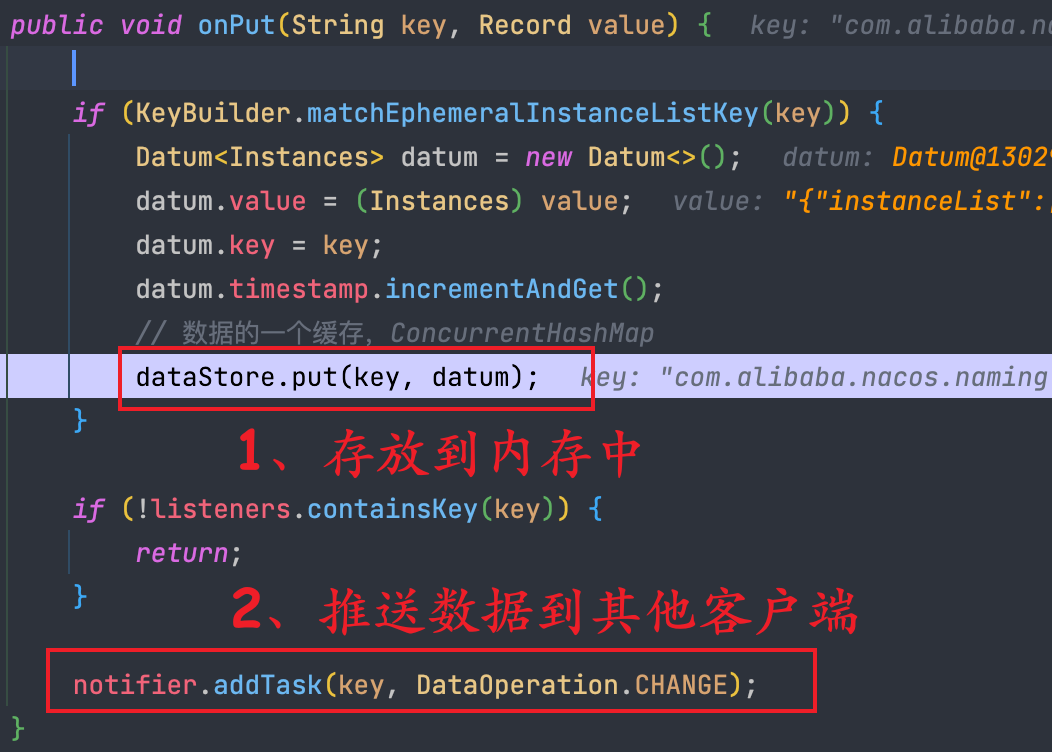 public void onPut(String key, Record value) {   key: "com.alibaba.na
if (KeyBuilder.matchEphemeralInstanceListKey(key)) {
Datum<Instances> datum = new Datum<>();   datum: Datum@13029
datum.value = (Instances) value;   value: "{"instanceList":
datum.key = key;
datum.timestamp.incrementAndGet();
// 数据的一个缓存，ConcurrentHashMap
dataStore.put(key, datum);   key: "com.alibaba.nacos.naming
}
1、存放到内存中
if (!listeners.containsKey(key)) {
return;
}
2、推送数据到其他客户端
notifier.addTask(key, DataOperation.CHANGE);
}